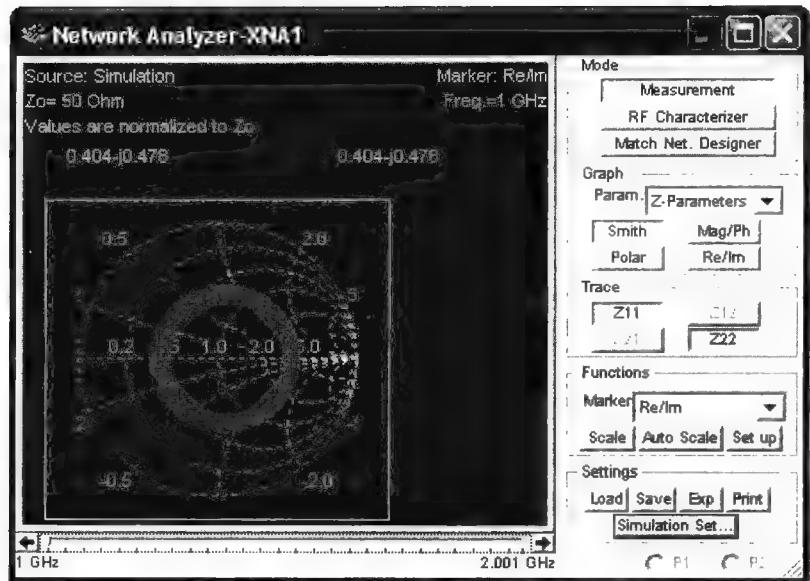 Network Analyzer-XNA1
Source: Simulation Marker: Re/Im
Zo= 50 Ohm Freq.=1 GHz
Values are normalized to Zo
0.404-j0.478 0.404-j0.478
0.5 2.0
0.2 1.0 2.0
-0.5 -2.0
1 GHz 2.001 GHz
Mode
Measurement
RF Characterizer
Match Net. Designer
Graph
Param. Z-Parameters
Smith Mag/Ph
Polar Re/Im
Trace
Z11 Z12
Z21 Z22
Functions
Marker Re/Im
Scale Auto Scale Set up
Settings
Load Save Exp Print
Simulation Set...
P1 P2